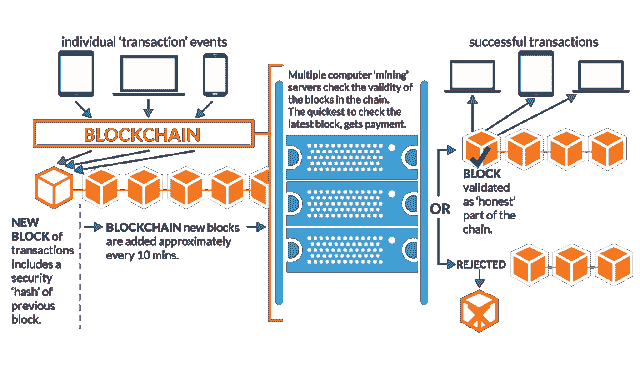 individual 'transaction' events
BLOCKCHAIN
NEW
BLOCK of
transactions
includes a
security
'hash' of
previous
block.
BLOCKCHAIN new blocks
are added approximately
every 10 mins.
Multiple computer 'mining'
servers check the validity of
the blocks in the chain.
The quickest to check the
latest block, gets payment.
OR
successful transactions
BLOCK
validated
as 'honest'
part of the
chain.
REJECTED